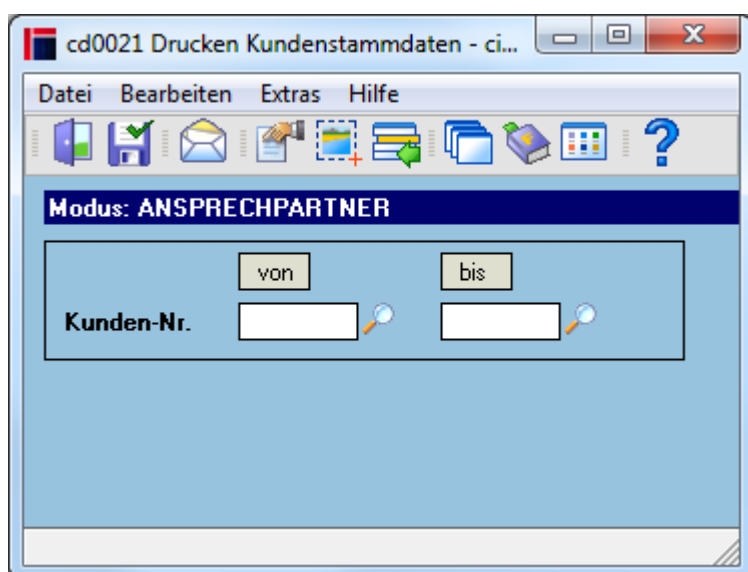 cd0021 Drucken Kundenstammdaten - ci...
Datei Bearbeiten Extras Hilfe
Modus: ANSPRECHPARTNER
von bis
Kunden-Nr.